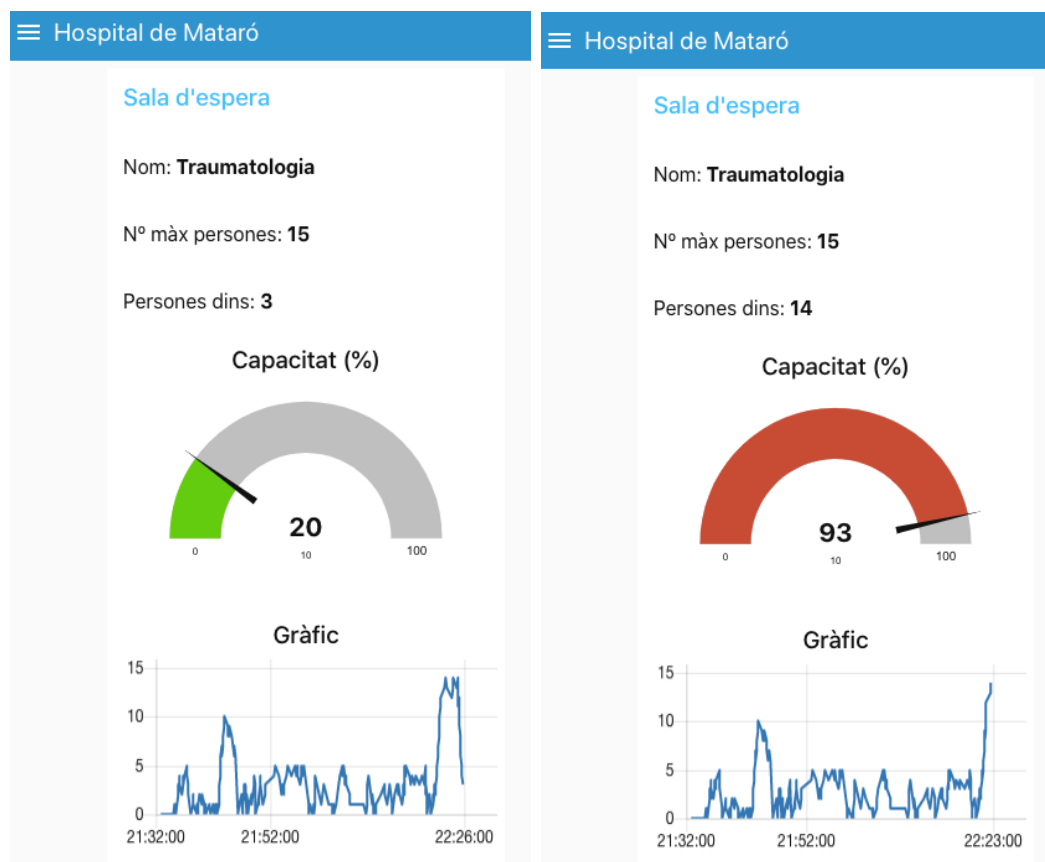 Hospital de Mataró
Sala d'espera
Nom: Traumatologia
Nº màx persones: 15
Persones dins: 3
Capacitat (%)
20
0
10
100
Gràfic
15
10
5
0
21:32:00
21:52:00
22:26:00
Hospital de Mataró
Sala d'espera
Nom: Traumatologia
Nº màx persones: 15
Persones dins: 14
Capacitat (%)
93
0
10
100
Gràfic
15
10
5
0
21:32:00
21:52:00
22:23:00